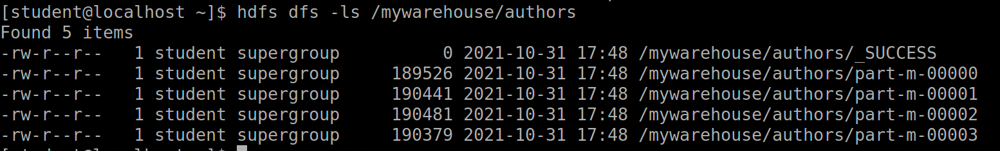 [student@localhost ~]$ hdfs dfs -ls /mywarehouse/authors
Found 5 items
-rw-r--r--   1 student supergroup          0 2021-10-31 17:48 /mywarehouse/authors/_SUCCESS
-rw-r--r--   1 student supergroup     189526 2021-10-31 17:48 /mywarehouse/authors/part-m-00000
-rw-r--r--   1 student supergroup     190441 2021-10-31 17:48 /mywarehouse/authors/part-m-00001
-rw-r--r--   1 student supergroup     190481 2021-10-31 17:48 /mywarehouse/authors/part-m-00002
-rw-r--r--   1 student supergroup     190379 2021-10-31 17:48 /mywarehouse/authors/part-m-00003